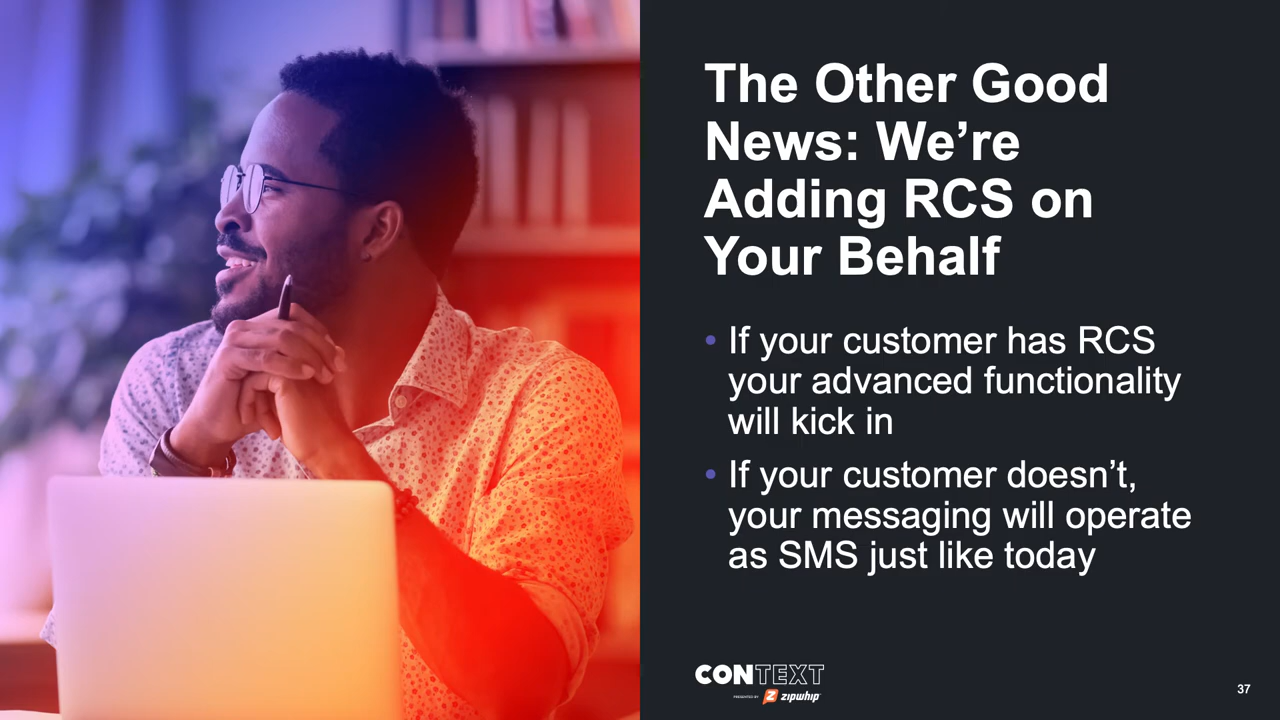 The Other Good
News: We’re
Adding RCS on
Your Behalf
• If your customer has RCS
your advanced functionality
will kick in
• If your customer doesn’t,
your messaging will operate
as SMS just like today
CONTEXT
PRESENTED BY zipwhip
37